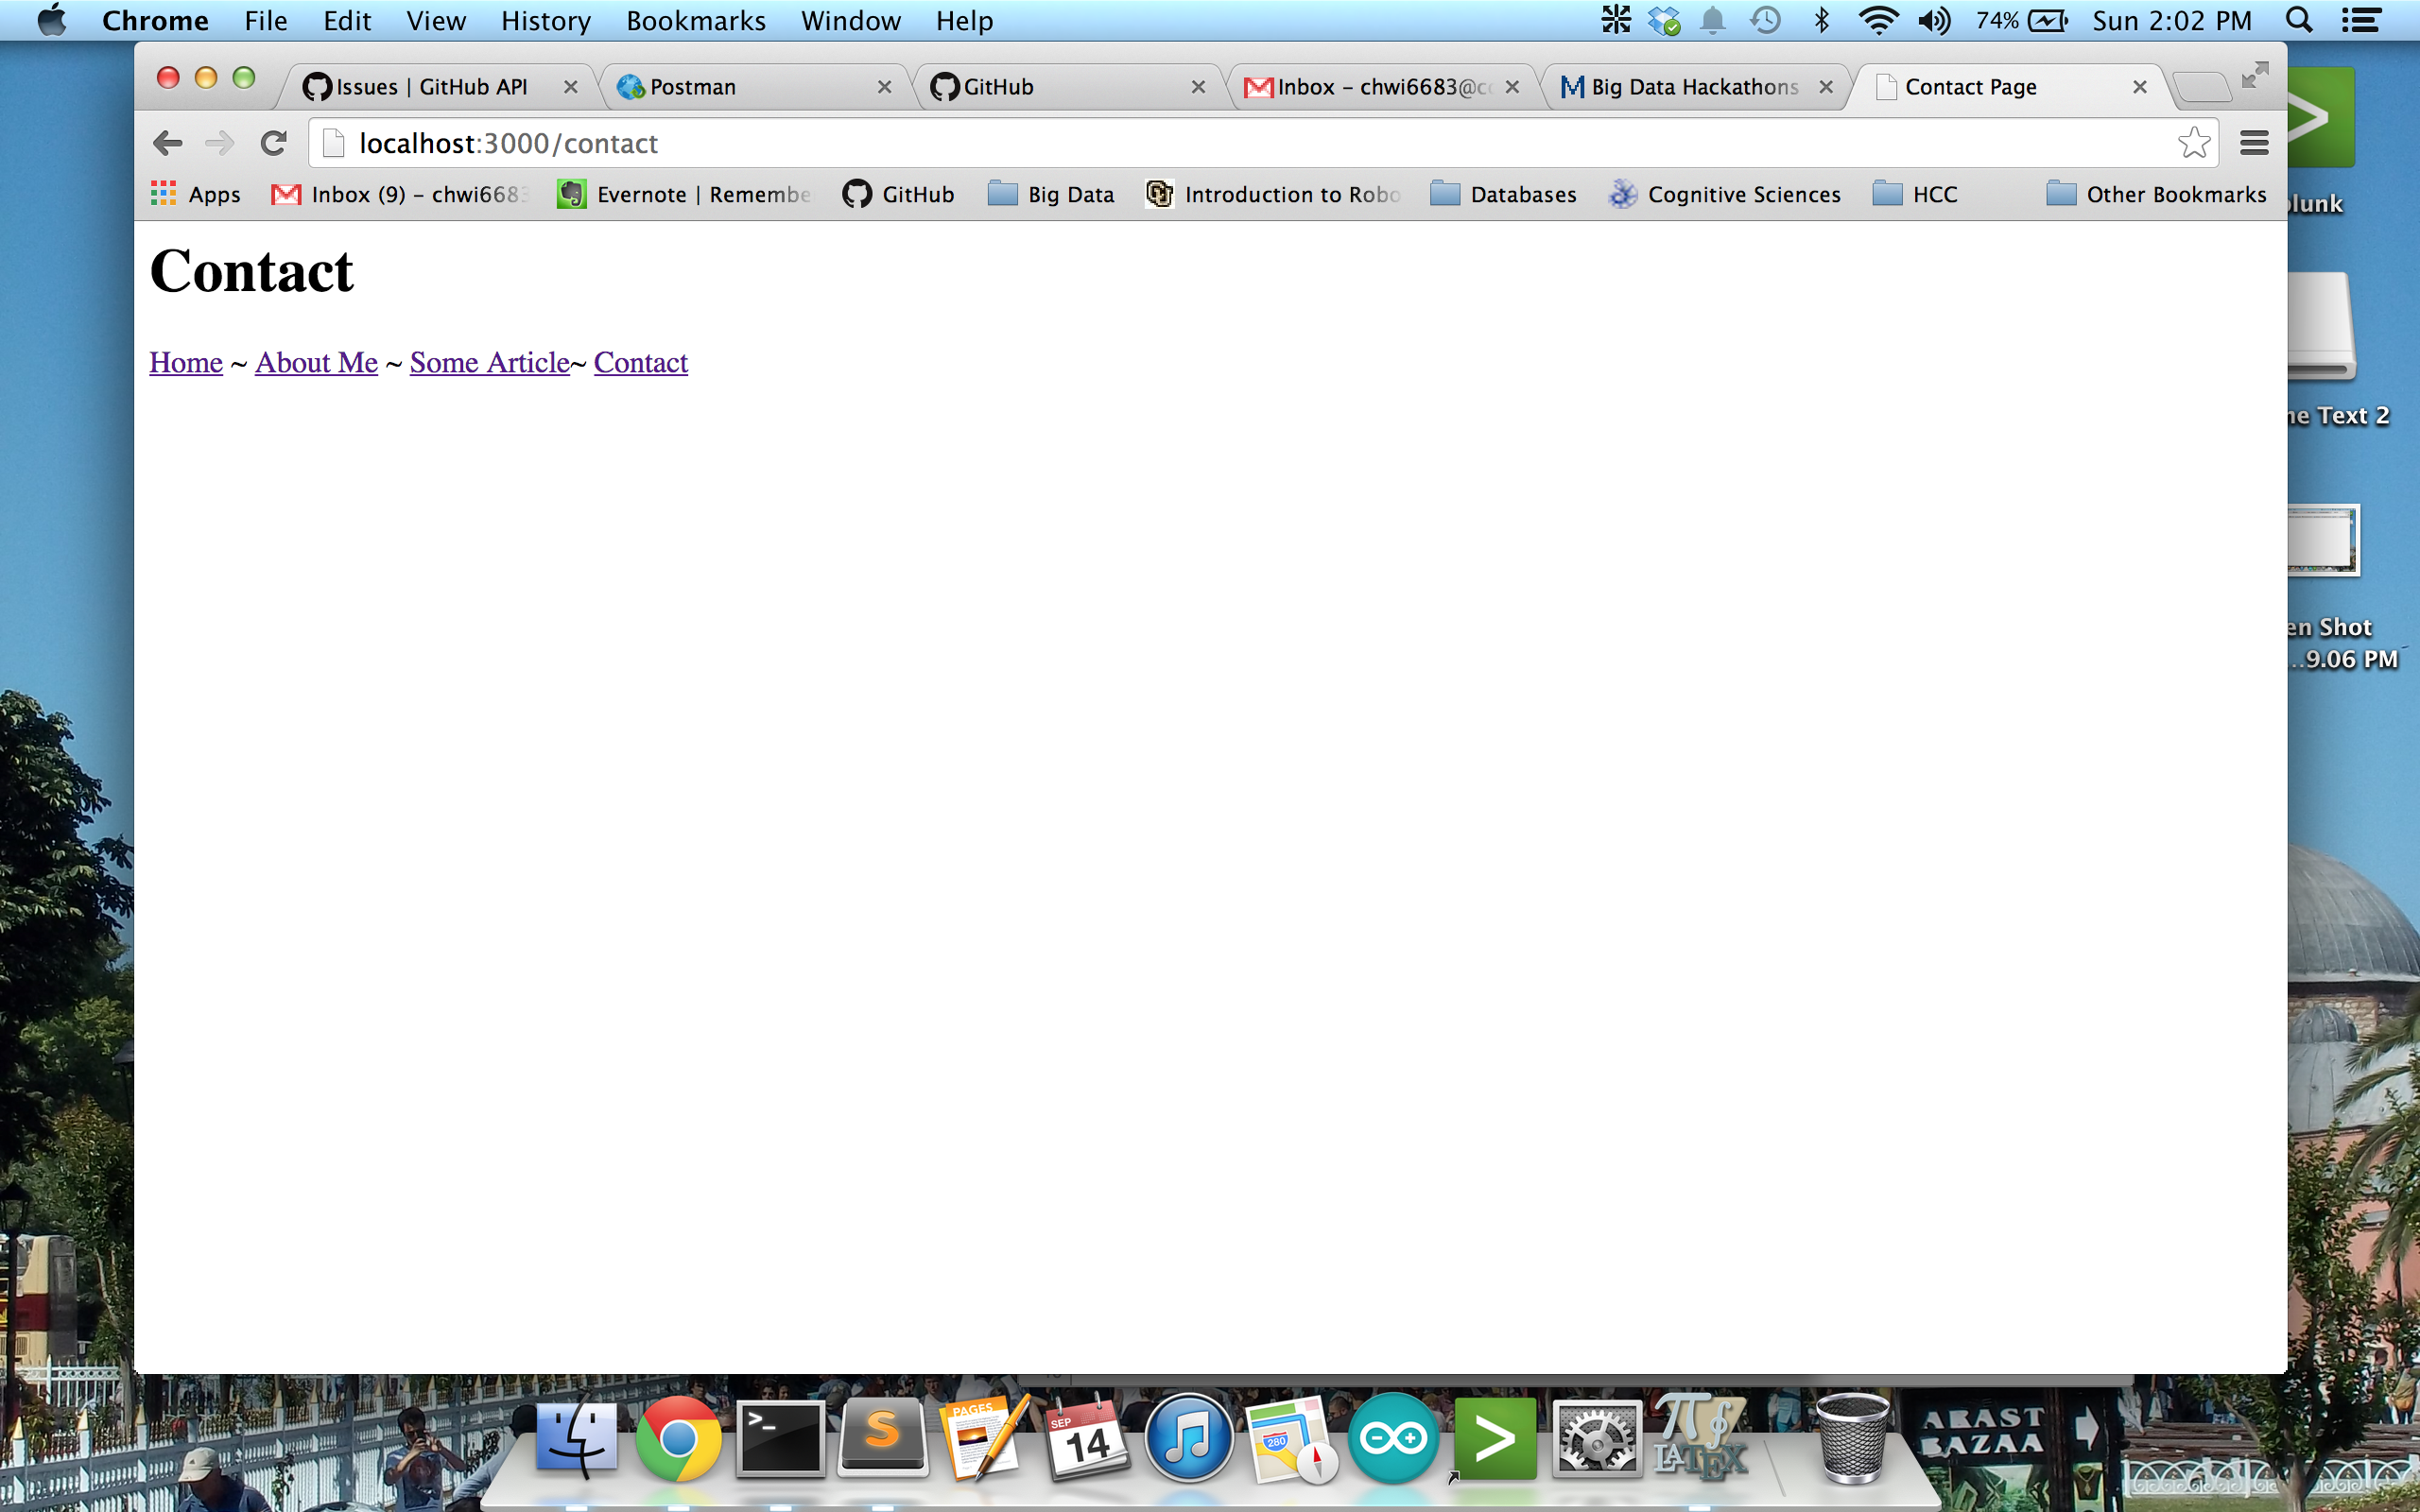 Chrome File Edit View History Bookmarks Window Help 74% Sun 2:02 PM
Issues | GitHub API Postman GitHub Inbox – chwi6683@c Big Data Hackathons Contact Page
localhost:3000/contact
Apps Inbox (9) – chwi6683 Evernote | Remembe GitHub Big Data Introduction to Robo Databases Cognitive Sciences HCC Other Bookmarks
lunk
Contact
Home ~ About Me ~ Some Article~ Contact
ne Text 2
en Shot
...9.06 PM
PAGES
SEP
14
280
LATEX
ARAST
BAZAA